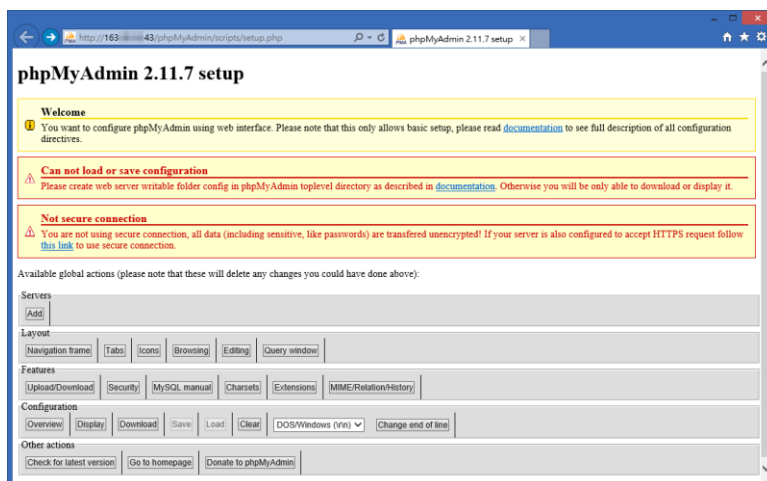 http://163 43/phpMyAdmin/scripts/setup.php
phpMyAdmin 2.11.7 setup
phpMyAdmin 2.11.7 setup
Welcome
You want to configure phpMyAdmin using web interface. Please note that this only allows basic setup, please read documentation to see full description of all configuration
directives.
Can not load or save configuration
Please create web server writable folder config in phpMyAdmin toplevel directory as described in documentation. Otherwise you will be only able to download or display it.
Not secure connection
You are not using secure connection, all data (including sensitive, like passwords) are transfered unencrypted! If your server is also configured to accept HTTPS request follow
this link to use secure connection.
Available global actions (please note that these will delete any changes you could have done above):
Servers
Add
Layout
Navigation frame Tabs Icons Browsing Editing Query window
Features
Upload/Download Security MySQL manual Charsets Extensions MIME/Relation/History
Configuration
Overview Display Download Save Load Clear DOS/Windows (\r\n) Change end of line
Other actions
Check for latest version Go to homepage Donate to phpMyAdmin